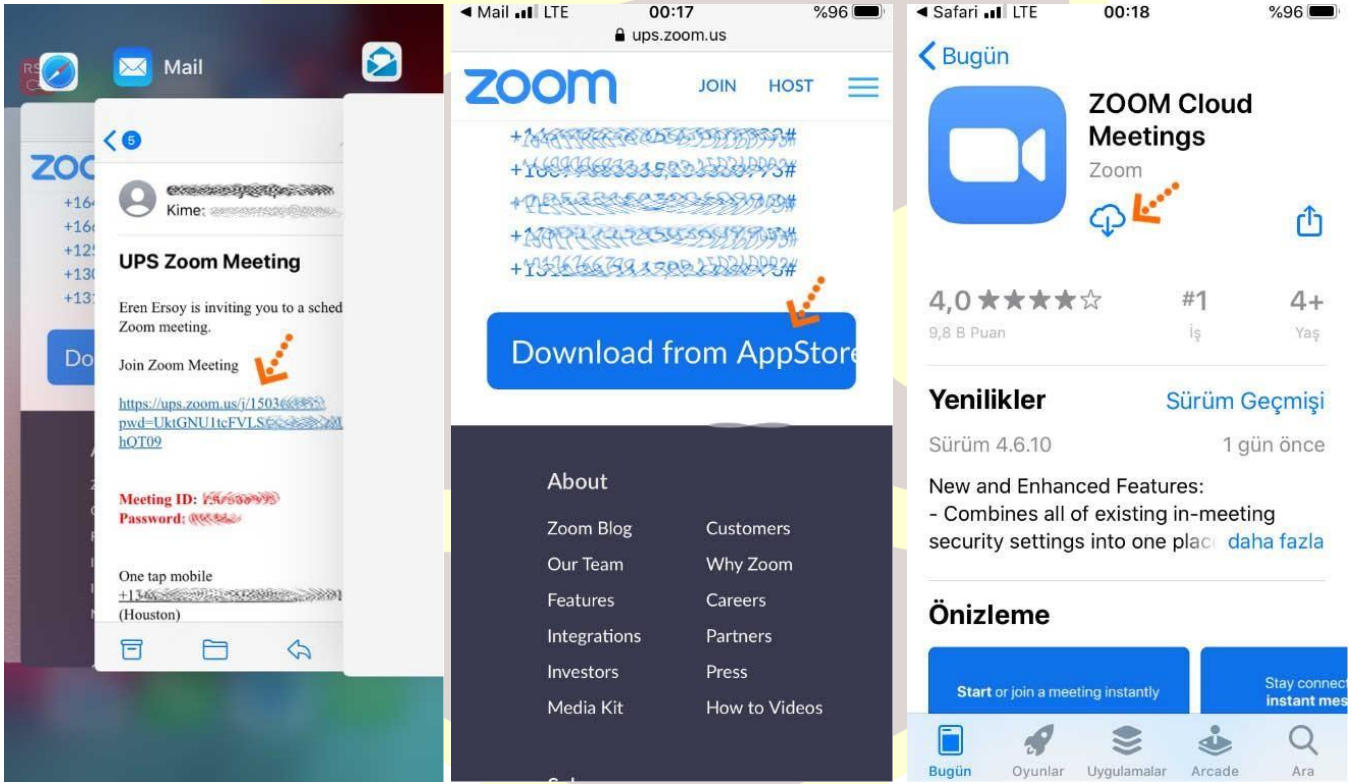 Mail
ZOO
+164
+166
+125
+130
+131
Do
5
Kime:
UPS Zoom Meeting
Eren Ersoy is inviting you to a sched
Zoom meeting.
Join Zoom Meeting
https://ups.zoom.us/j/1503
pwd=UktGNU1tcFVLS
hQT09
Meeting ID:
Password:
One tap mobile
(Houston)
◄ Mail LTE 00:17 %96
ups.zoom.us
zoom JOIN HOST
Download from AppStore
About
Zoom Blog Customers
Our Team Why Zoom
Features Careers
Integrations Partners
Investors Press
Media Kit How to Videos
◄ Safari LTE 00:18 %96
Bugün
ZOOM Cloud
Meetings
Zoom
4,0 ★★★★☆ #1 4+
9,8 B Puan İş Yaş
Yenilikler Sürüm Geçmişi
Sürüm 4.6.10 1 gün önce
New and Enhanced Features:
- Combines all of existing in-meeting
security settings into one plac daha fazla
Önizleme
Start or join a meeting instantly
Stay connect
instant mes
Bugün Oyunlar Uygulamalar Arcade Ara